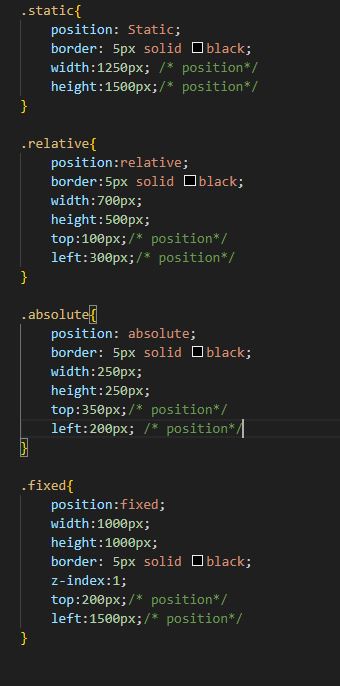 .static{
    position: Static;
    border: 5px solid black;
    width:1250px; /* position*/
    height:1500px;/* position*/
}
.relative{
    position:relative;
    border:5px solid black;
    width:700px;
    height:500px;
    top:100px;/* position*/
    left:300px;/* position*/
}
.absolute{
    position: absolute;
    border: 5px solid black;
    width:250px;
    height:250px;
    top:350px;/* position*/
    left:200px; /* position*/
}
.fixed{
    position:fixed;
    width:1000px;
    height:1000px;
    border: 5px solid black;
    z-index:1;
    top:200px;/* position*/
    left:1500px;/* position*/
}